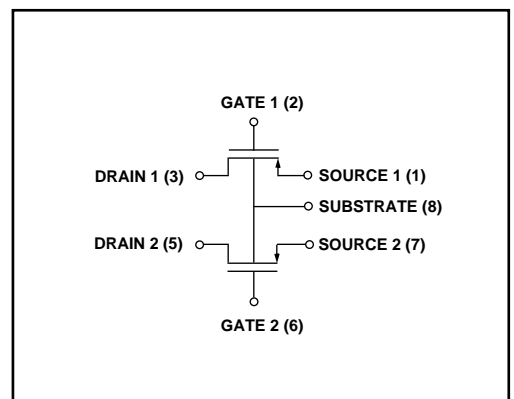 GATE 1 (2)
DRAIN 1 (3)
SOURCE 1 (1)
SUBSTRATE (8)
DRAIN 2 (5)
SOURCE 2 (7)
GATE 2 (6)